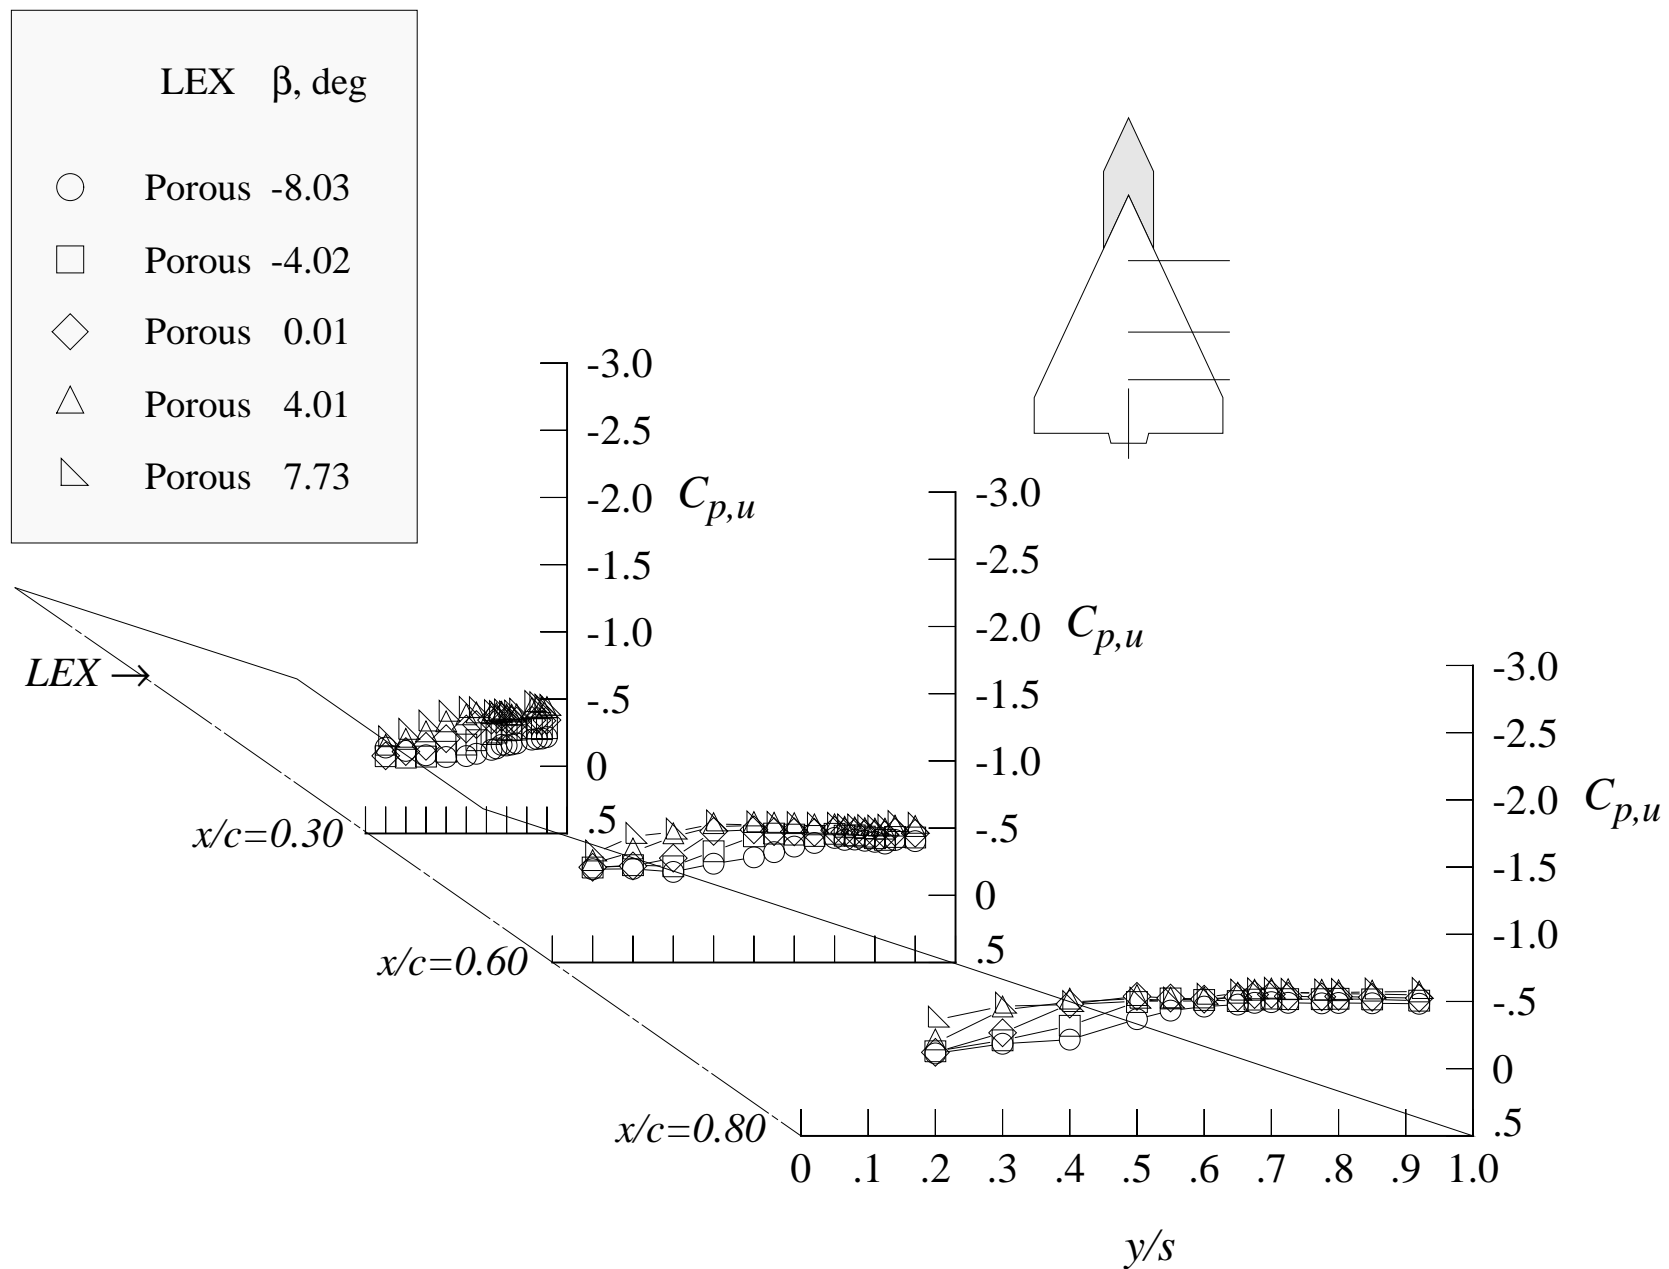 LEX β, deg
Porous -8.03
Porous -4.02
Porous 0.01
Porous 4.01
Porous 7.73
-3.0
-2.5
-2.0 Cp,u
-1.5
-1.0
-.5
0
.5
x/c=0.30
LEX →
-3.0
-2.5
-2.0 Cp,u
-1.5
-1.0
-.5
0
.5
x/c=0.60
-3.0
-2.5
-2.0 Cp,u
-1.5
-1.0
-.5
0
.5
x/c=0.80
0 .1 .2 .3 .4 .5 .6 .7 .8 .9 1.0
y/s